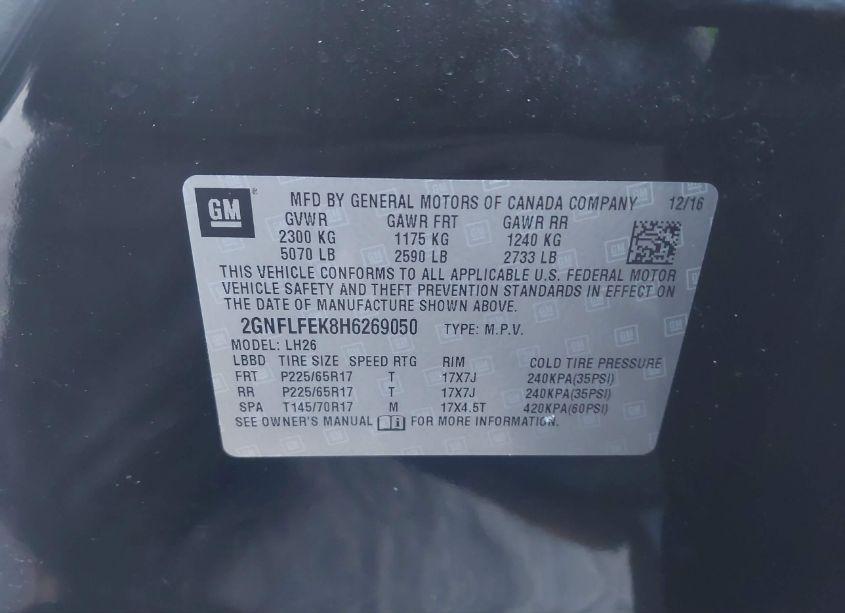 GM ® MFD BY GENERAL MOTORS OF CANADA COMPANY 12/16
GVWR GAWR FRT GAWR RR
2300 KG 1175 KG 1240 KG
5070 LB 2590 LB 2733 LB
THIS VEHICLE CONFORMS TO ALL APPLICABLE U.S. FEDERAL MOTOR
VEHICLE SAFETY AND THEFT PREVENTION STANDARDS IN EFFECT ON
THE DATE OF MANUFACTURE SHOWN ABOVE.
2GNFLFEK8H6269050 TYPE: M.P.V.
MODEL: LH26
LBBD TIRE SIZE SPEED RTG RIM COLD TIRE PRESSURE
FRT P225/65R17 T 17X7J 240KPA(35PSI)
RR P225/65R17 T 17X7J 240KPA(35PSI)
SPA T145/70R17 M 17X4.5T 420KPA(60PSI)
SEE OWNER'S MANUAL i FOR MORE INFORMATION.